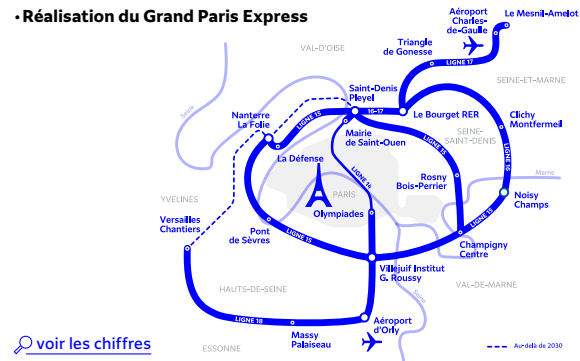 • Réalisation du Grand Paris Express
Aéroport
Charles-
de-Gaulle
Le Mesnil-Amelot
VAL-D'OISE
Triangle
de Gonesse
LIGNE 17
SEINE-ET-MARNE
Saint-Denis
Pleyel
16-17
Le Bourget RER
Seine
Nanterre
La Folie
LIGNE 15
Mairie
de Saint-Ouen
Clichy
Montfermeil
SEINE-
SAINT-DENIS
LIGNE 15
LIGNE 16
La Défense
LIGNE 14
Rosny
Bois-Perrier
Marne
PARIS
Noisy
Champs
YVELINES
Versailles
Chantiers
Olympiades
LIGNE 15
Pont
de Sèvres
LIGNE 15
Champigny
Centre
Villejuif Institut
G. Roussy
VAL-DE-MARNE
HAUTS-DE-SEINE
Seine
LIGNE 18
Massy
Palaiseau
Aéroport
d'Orly
voir les chiffres
ESSONNE
Au-delà de 2030